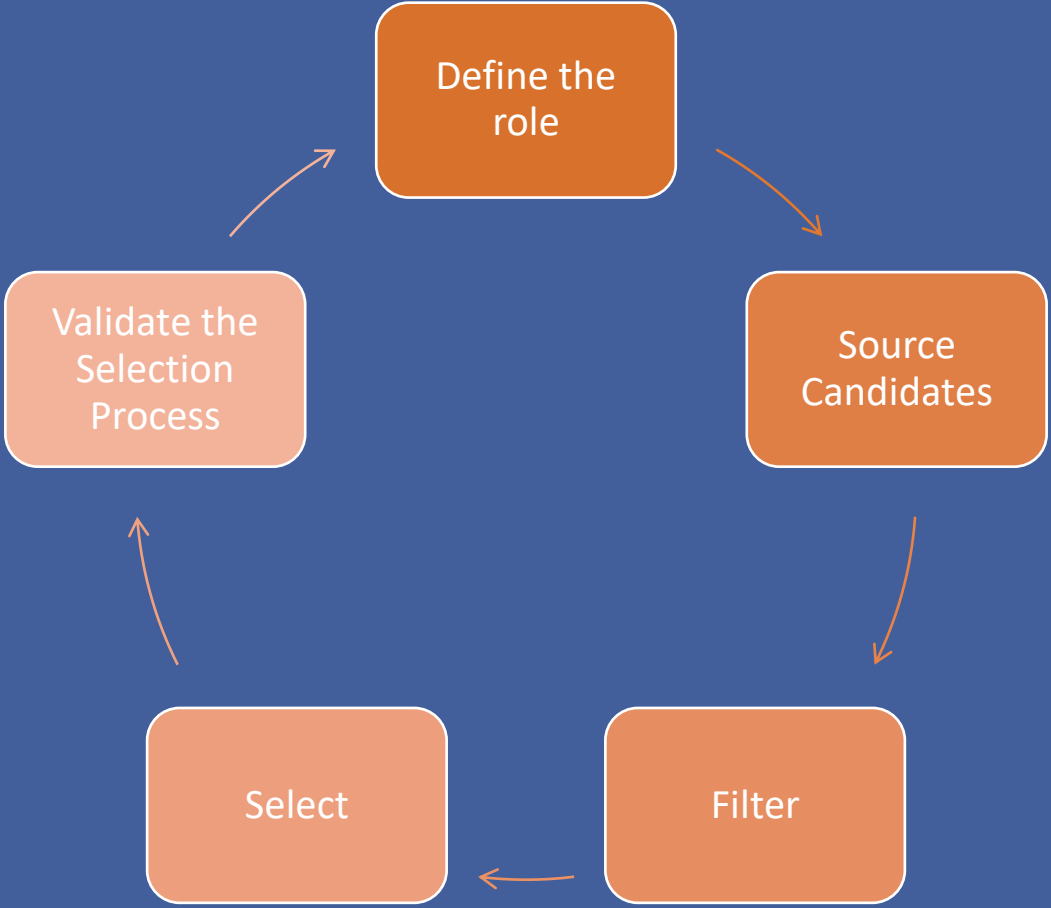 Define the
role
Source
Candidates
Filter
Select
Validate the
Selection
Process